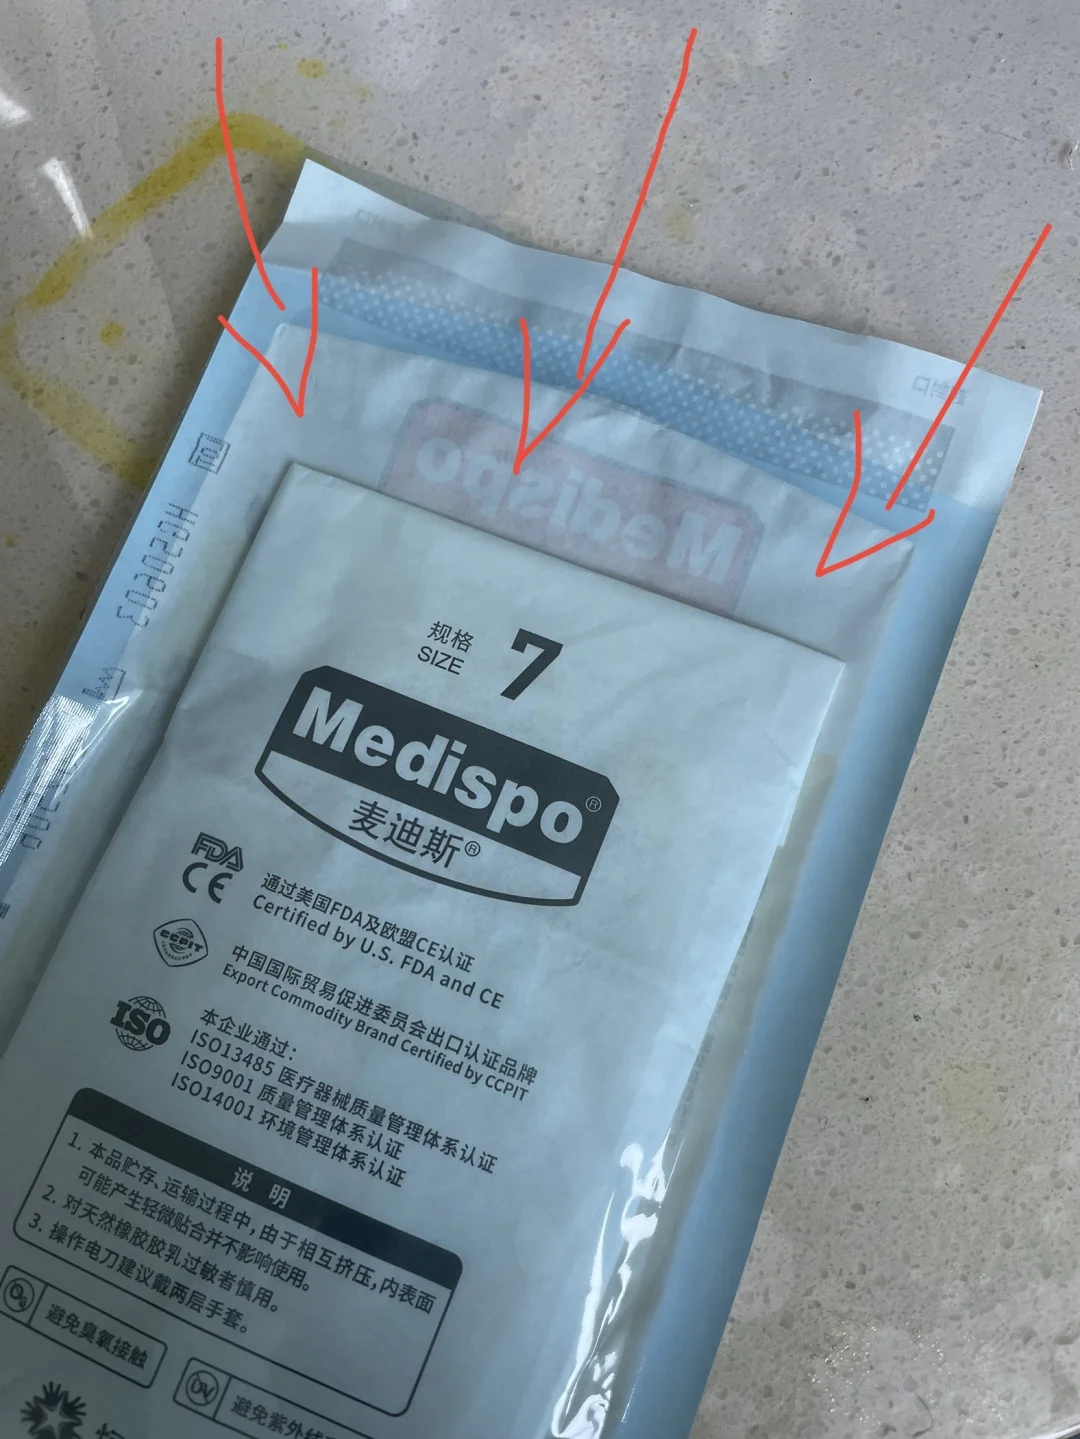 Medispo
规格
SIZE 7
Medispo®
麦迪斯®
FDA
CE
通过美国FDA及欧盟CE认证
Certified by U.S. FDA and CE
CCPIT
中国国际贸易促进委员会出口认证品牌
Export Commodity Brand Certified by CCPIT
ISO
本企业通过：
ISO13485 医疗器械质量管理体系认证
ISO9001 质量管理体系认证
ISO14001 环境管理体系认证
说 明
1. 本品贮存、运输过程中，由于相互挤压，内表面
可能产生轻微贴合并不影响使用。
2. 对天然橡胶胶乳过敏者慎用。
3. 操作电刀建议戴两层手套。
避免臭氧接触
UV
避免紫外线